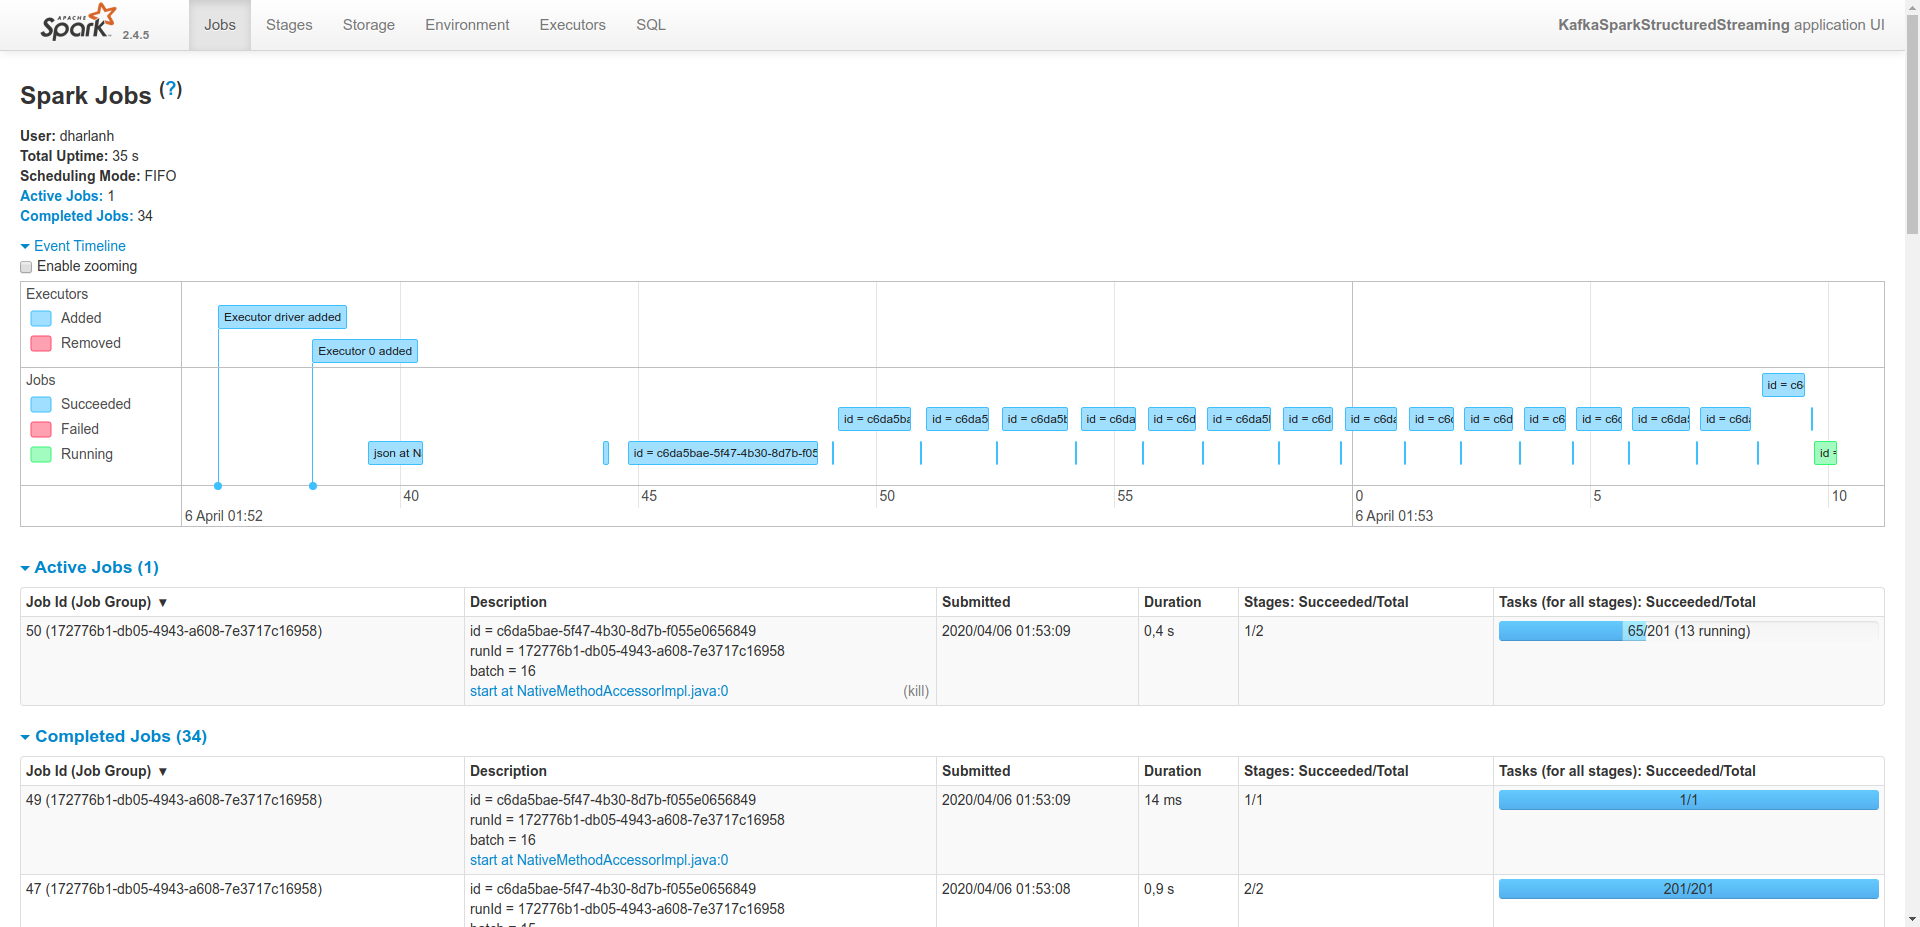 APACHE
Spark 2.4.5
Jobs Stages Storage Environment Executors SQL KafkaSparkStructuredStreaming application UI
Spark Jobs (?)
User: dharlanh
Total Uptime: 35 s
Scheduling Mode: FIFO
Active Jobs: 1
Completed Jobs: 34
Event Timeline
Enable zooming
Executors
Added
Removed
Executor driver added
Executor 0 added
Jobs
Succeeded
Failed
Running
id = c6
id = c6da5ba id = c6da5 id = c6da5b id = c6da id = c6d id = c6da5l id = c6d id = c6da id = c6c id = c6d id = c6 id = c6c id = c6da id = c6da
json at N id = c6da5bae-5f47-4b30-8d7b-f05 id =
40 45 50 55 0 5 10
6 April 01:52 6 April 01:53
Active Jobs (1)
Job Id (Job Group) ▼ Description Submitted Duration Stages: Succeeded/Total Tasks (for all stages): Succeeded/Total
50 (172776b1-db05-4943-a608-7e3717c16958) id = c6da5bae-5f47-4b30-8d7b-f055e0656849 2020/04/06 01:53:09 0,4 s 1/2 65/201 (13 running)
runId = 172776b1-db05-4943-a608-7e3717c16958
batch = 16
start at NativeMethodAccessorImpl.java:0 (kill)
Completed Jobs (34)
Job Id (Job Group) ▼ Description Submitted Duration Stages: Succeeded/Total Tasks (for all stages): Succeeded/Total
49 (172776b1-db05-4943-a608-7e3717c16958) id = c6da5bae-5f47-4b30-8d7b-f055e0656849 2020/04/06 01:53:09 14 ms 1/1 1/1
runId = 172776b1-db05-4943-a608-7e3717c16958
batch = 16
start at NativeMethodAccessorImpl.java:0
47 (172776b1-db05-4943-a608-7e3717c16958) id = c6da5bae-5f47-4b30-8d7b-f055e0656849 2020/04/06 01:53:08 0,9 s 2/2 201/201
runId = 172776b1-db05-4943-a608-7e3717c16958
batch = 15